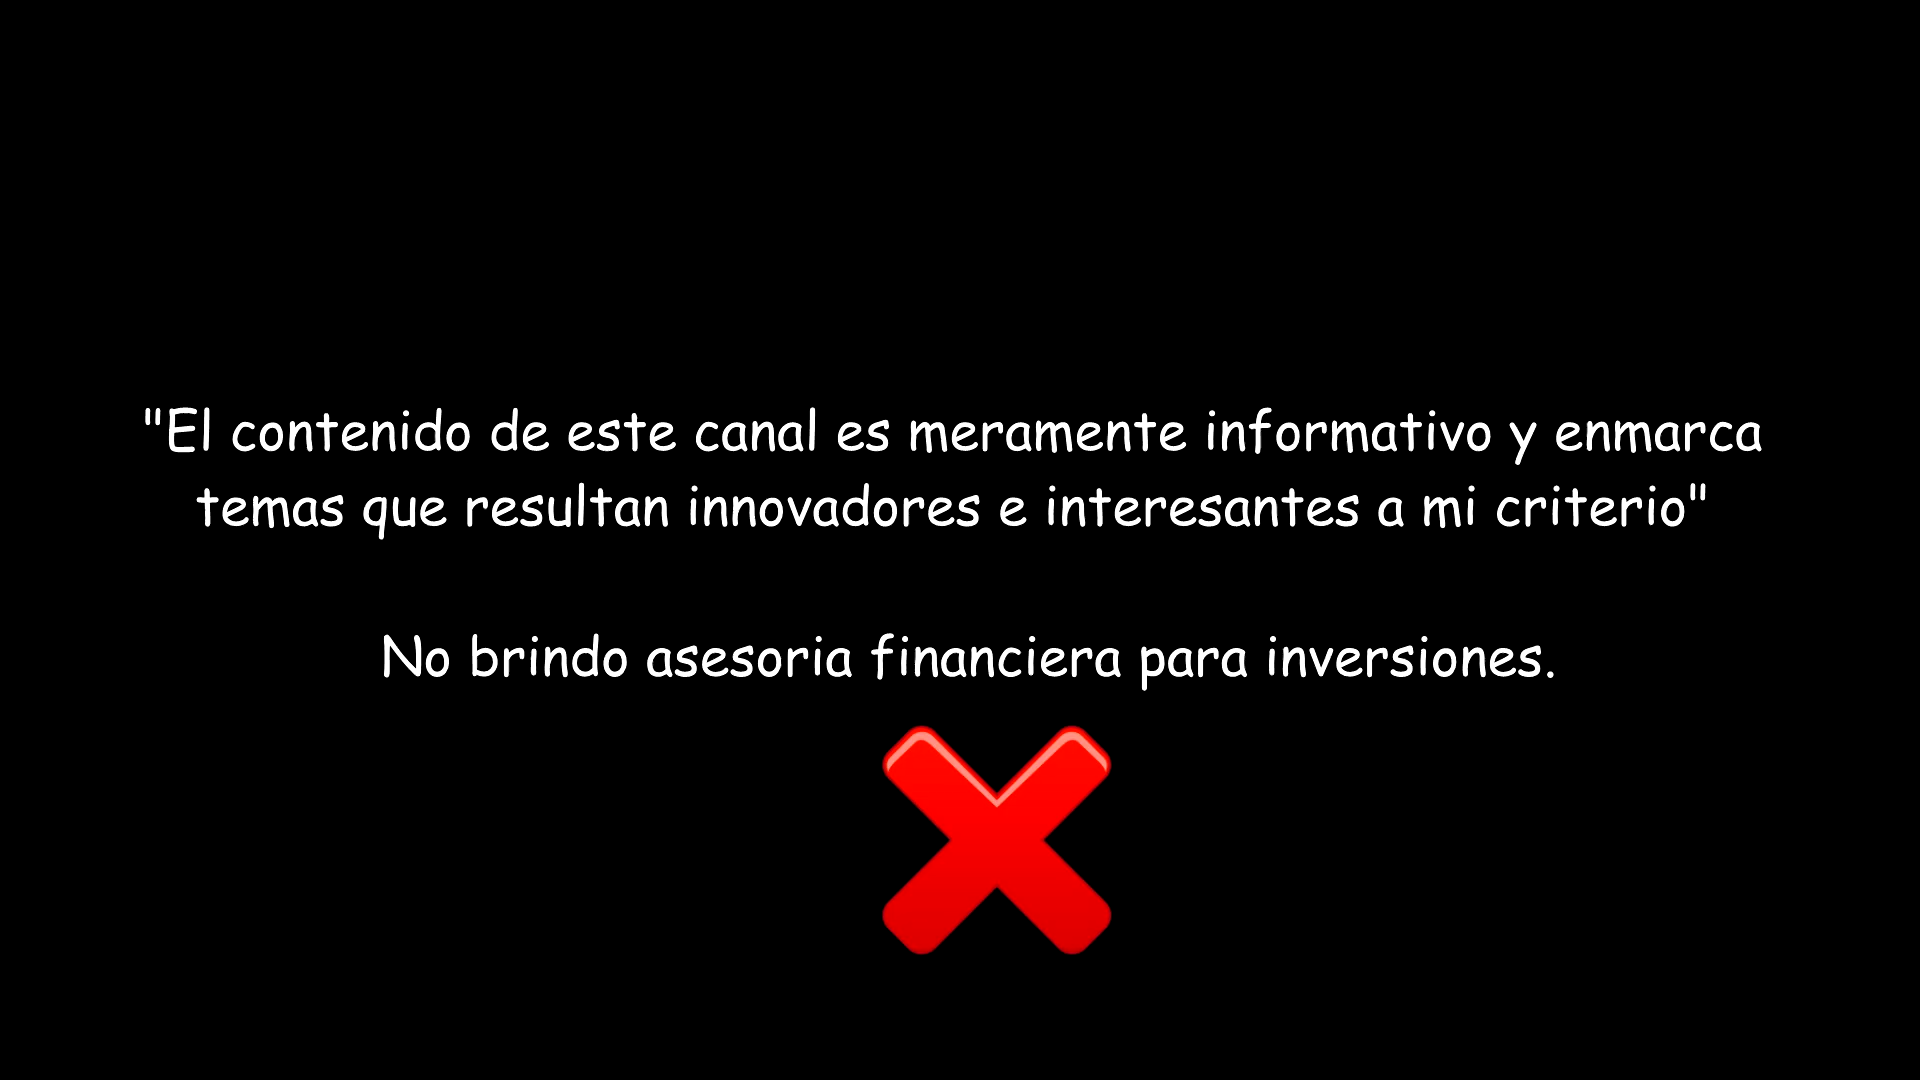 "El contenido de este canal es meramente informativo y enmarca
temas que resultan innovadores e interesantes a mi criterio"
No brindo asesoria financiera para inversiones.